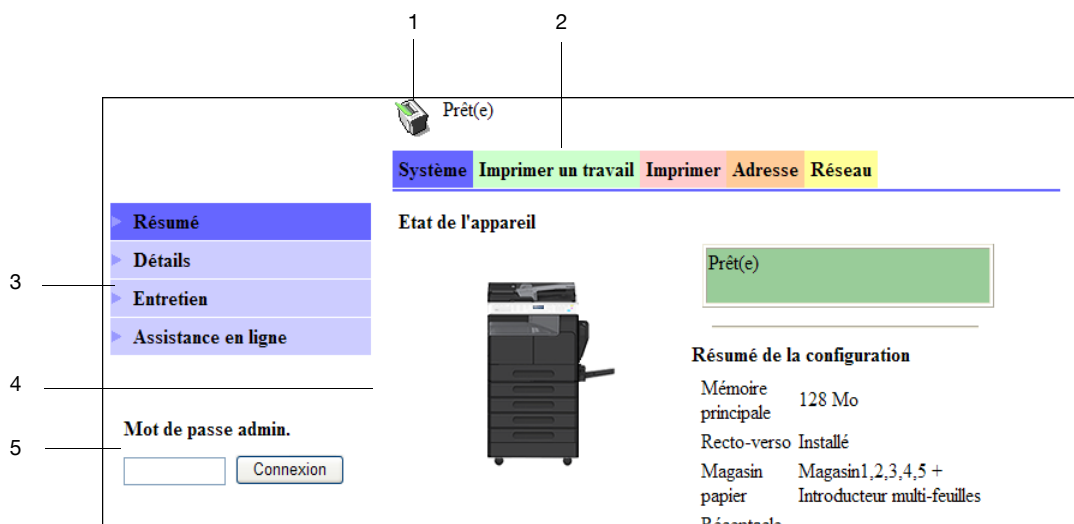 1
2
Prêt(e)
Système Imprimer un travail Imprimer Adresse Réseau
Résumé
Détails
Entretien
Assistance en ligne
3
4
5
Mot de passe admin.
Connexion
Etat de l'appareil
Prêt(e)
Résumé de la configuration
Mémoire principale 128 Mo
Recto-verso Installé
Magasin papier Magasin1,2,3,4,5 +
Introducteur multi-feuilles
Réceptacle